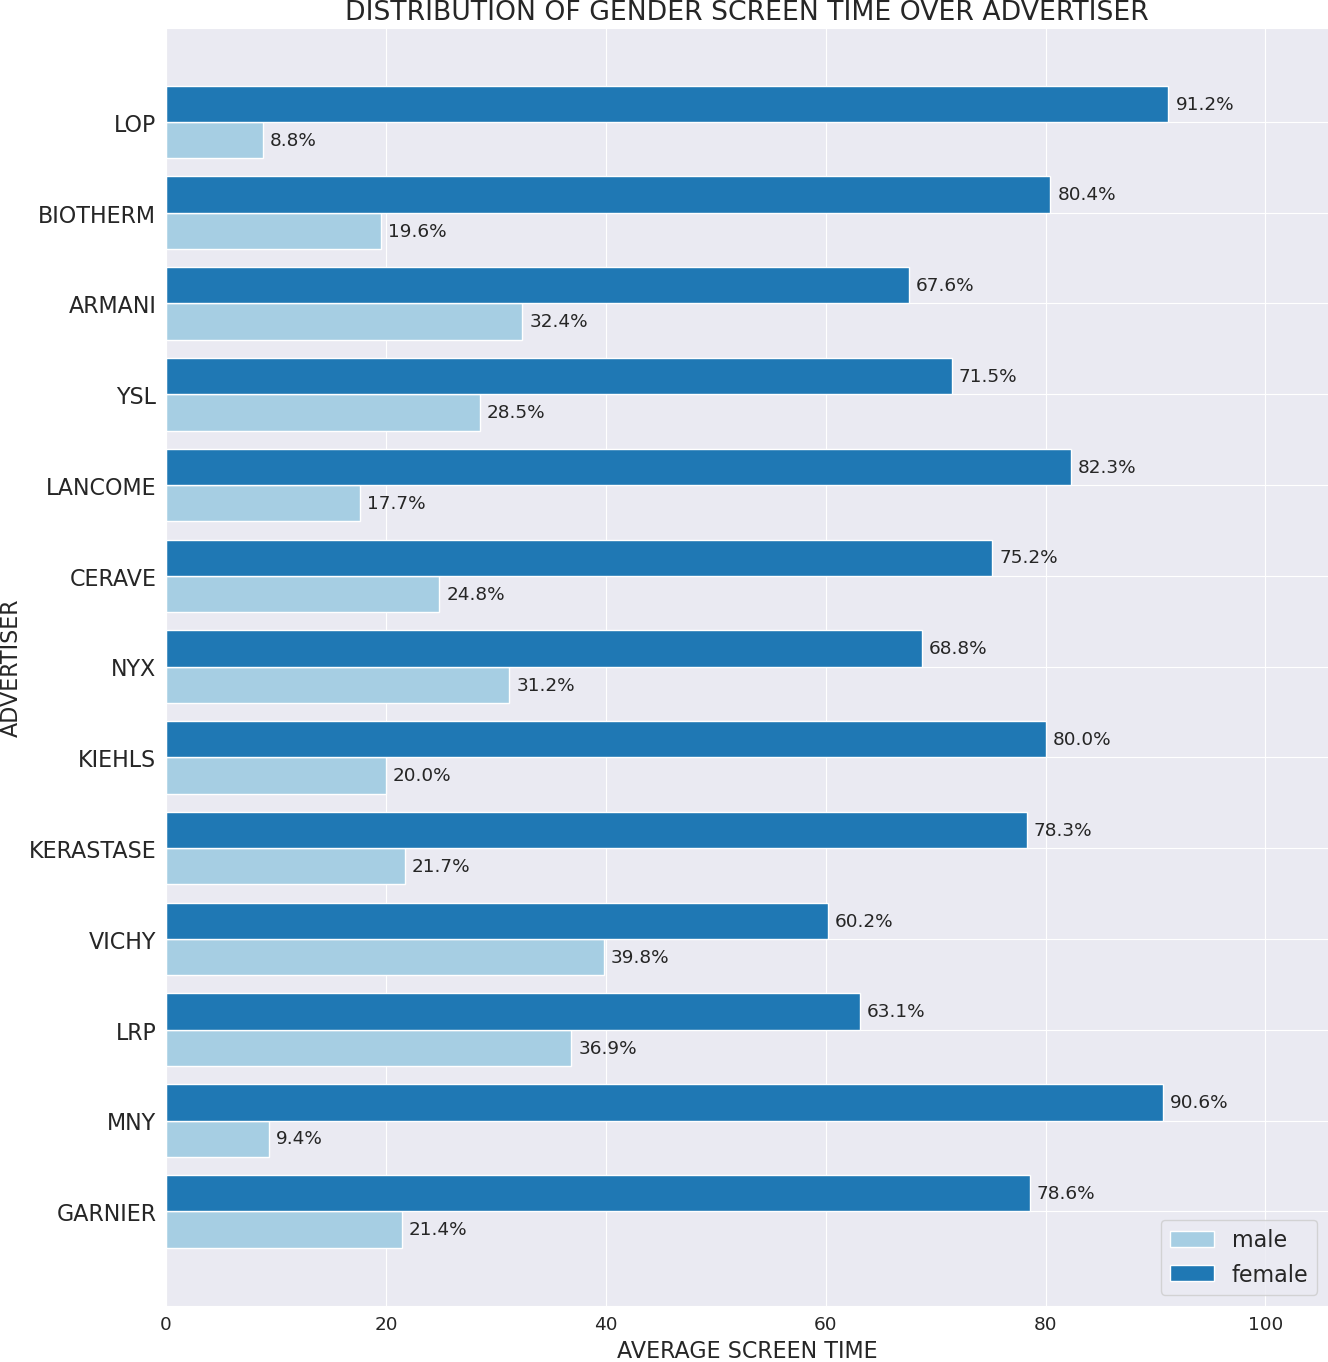 DISTRIBUTION OF GENDER SCREEN TIME OVER ADVERTISER
LOP
91.2%
8.8%
BIOTHERM
80.4%
19.6%
ARMANI
67.6%
32.4%
YSL
71.5%
28.5%
LANCOME
82.3%
17.7%
CERAVE
75.2%
24.8%
NYX
68.8%
31.2%
KIEHLS
80.0%
20.0%
KERASTASE
78.3%
21.7%
VICHY
60.2%
39.8%
LRP
63.1%
36.9%
MNY
90.6%
9.4%
GARNIER
78.6%
21.4%
ADVERTISER
male
female
0 20 40 60 80 100
AVERAGE SCREEN TIME